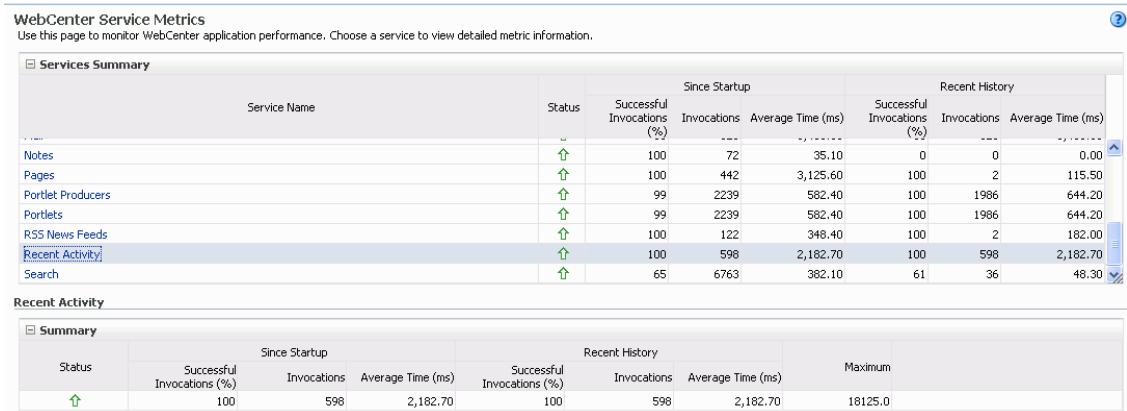 WebCenter Service Metrics
Use this page to monitor WebCenter application performance. Choose a service to view detailed metric information.
Services Summary
Since Startup Recent History
Service Name Status Successful Invocations (%) Invocations Average Time (ms) Successful Invocations (%) Invocations Average Time (ms)
Notes 100 72 35.10 0 0 0.00
Pages 100 442 3,125.60 100 2 115.50
Portlet Producers 99 2239 582.40 100 1986 644.20
Portlets 99 2239 582.40 100 1986 644.20
RSS News Feeds 100 122 348.40 100 2 182.00
Recent Activity 100 598 2,182.70 100 598 2,182.70
Search 65 6763 382.10 61 36 48.30
Recent Activity
Summary
Since Startup Recent History
Status Successful Invocations (%) Invocations Average Time (ms) Successful Invocations (%) Invocations Average Time (ms) Maximum
100 598 2,182.70 100 598 2,182.70 18125.0